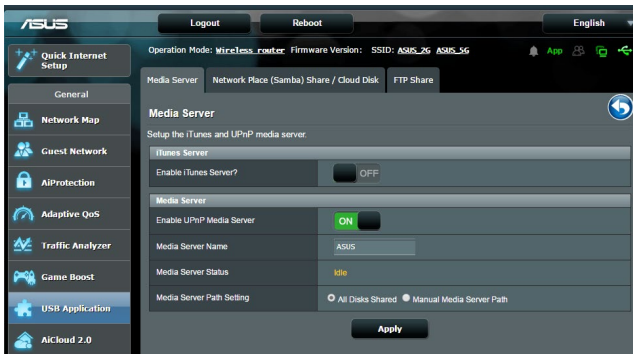 ASUS
Logout
Reboot
English
Quick Internet
Setup
Operation Mode: Wireless router Firmware Version: SSID: ASUS_2G ASUS_5G
App
General
Network Map
Guest Network
AiProtection
Adaptive QoS
Traffic Analyzer
Game Boost
USB Application
AiCloud 2.0
Media Server
Network Place (Samba) Share / Cloud Disk
FTP Share
Media Server
Setup the iTunes and UPnP media server.
iTunes Server
Enable iTunes Server?
OFF
Media Server
Enable UPnP Media Server
ON
Media Server Name
ASUS
Media Server Status
Idle
Media Server Path Setting
All Disks Shared
Manual Media Server Path
Apply